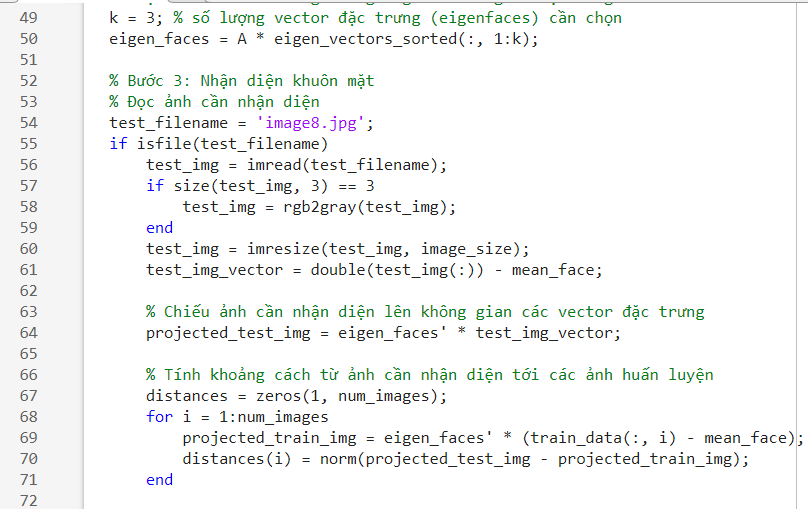 49 k = 3; % số lượng vector đặc trưng (eigenfaces) cần chọn
50 eigen_faces = A * eigen_vectors_sorted(:, 1:k);
51
52 % Bước 3: Nhận diện khuôn mặt
53 % Đọc ảnh cần nhận diện
54 test_filename = 'image8.jpg';
55 if isfile(test_filename)
56 test_img = imread(test_filename);
57 if size(test_img, 3) == 3
58 test_img = rgb2gray(test_img);
59 end
60 test_img = imresize(test_img, image_size);
61 test_img_vector = double(test_img(:)) - mean_face;
62
63 % Chiếu ảnh cần nhận diện lên không gian các vector đặc trưng
64 projected_test_img = eigen_faces' * test_img_vector;
65
66 % Tính khoảng cách từ ảnh cần nhận diện tới các ảnh huấn luyện
67 distances = zeros(1, num_images);
68 for i = 1:num_images
69 projected_train_img = eigen_faces' * (train_data(:, i) - mean_face);
70 distances(i) = norm(projected_test_img - projected_train_img);
71 end
72